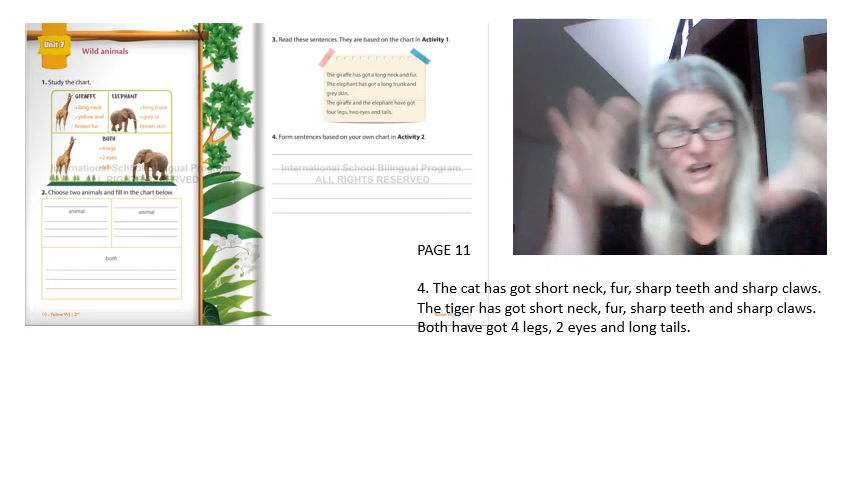 Unit 7
Wild animals
1. Study the chart.
GIRAFFE
ELEPHANT
long neck
yellow and
brown fur
long trunk
grey or
brown skin
BOTH
4 legs
2 eyes
International School Bilingual Program.
ALL RIGHTS RESERVED
2. Choose two animals and fill in the chart below.
animal
animal
both
3. Read these sentences. They are based on the chart in Activity 1.
The giraffe has got a long neck and fur.
The elephant has got a long trunk and
grey skin.
The giraffe and the elephant have got
four legs, two eyes and tails.
4. Form sentences based on your own chart in Activity 2.
International School Bilingual Program.
ALL RIGHTS RESERVED
PAGE 11
4. The cat has got short neck, fur, sharp teeth and sharp claws.
The tiger has got short neck, fur, sharp teeth and sharp claws.
Both have got 4 legs, 2 eyes and long tails.